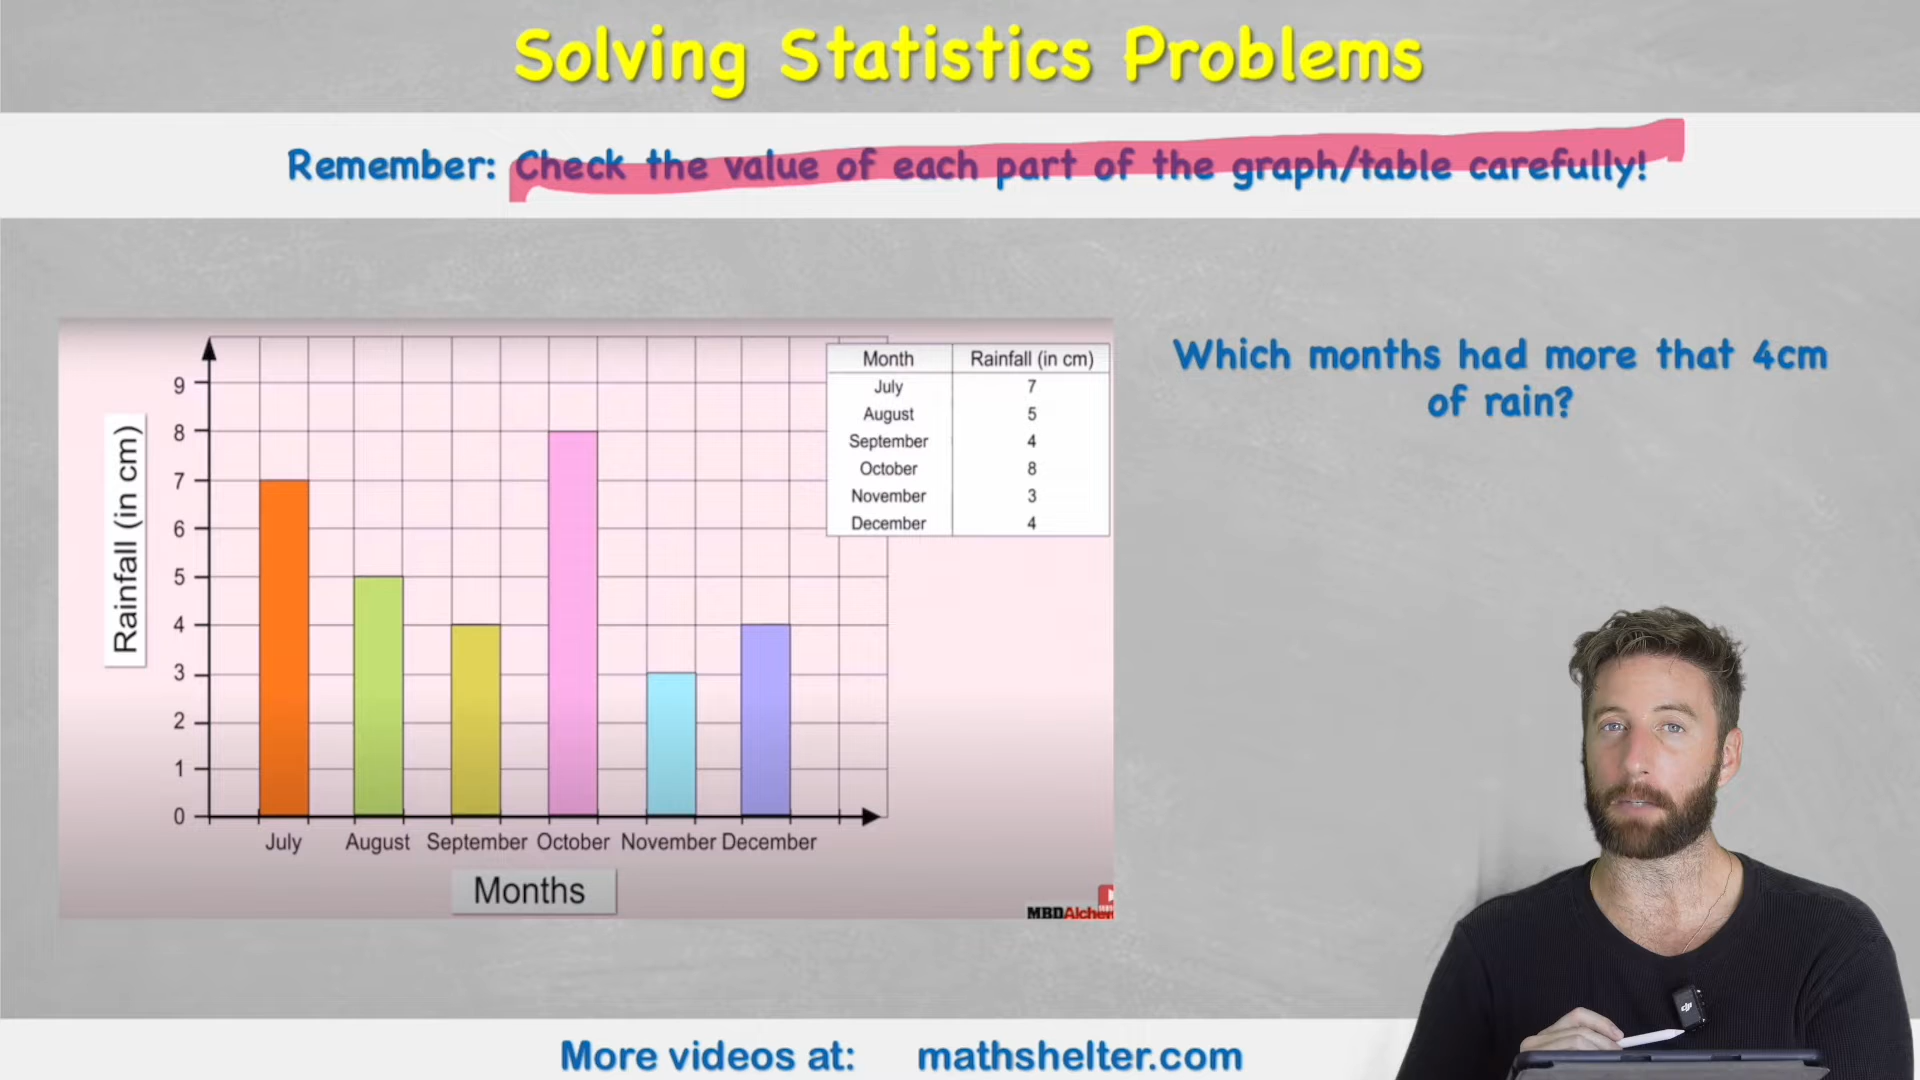 Solving Statistics Problems
Remember: Check the value of each part of the graph/table carefully!
Which months had more that 4cm
of rain?
Month Rainfall (in cm)
July 7
August 5
September 4
October 8
November 3
December 4
Rainfall (in cm)
9
8
7
6
5
4
3
2
1
0
July August September October November December
Months
More videos at: mathshelter.com